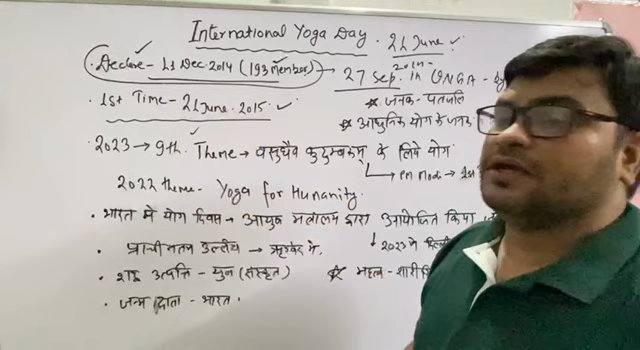 International Yoga Day. 21 June.
Declare - 11 Dec. 2014 (193 member) → 27 Sep. in UNGA -
1st Time - 21 June. 2015.
* जनक - पतंजलि
* आधुनिक योग के जनक
2023 → 9th. Theme → वसुधैव कुटुम्बकम् के लिये योग
→ PM Modi → 1st
2022 theme - Yoga for Humanity.
• भारत में योग दिवस → आयुष मंत्रालय द्वारा आयोजित किया
↓ 2023 में
• प्राचीनतम उल्लेख → ऋग्वेद में.
• शब्द उत्पत्ति - युज (संस्कृत)
* महत्व -
• जन्म दाता - भारत.